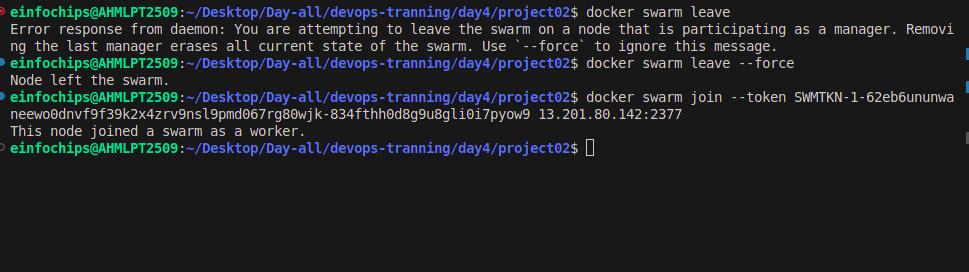 einfochips@AHMLPT2509:~/Desktop/Day-all/devops-tranning/day4/project02$ docker swarm leave
Error response from daemon: You are attempting to leave the swarm on a node that is participating as a manager. Removi
ng the last manager erases all current state of the swarm. Use `--force` to ignore this message.
einfochips@AHMLPT2509:~/Desktop/Day-all/devops-tranning/day4/project02$ docker swarm leave --force
Node left the swarm.
einfochips@AHMLPT2509:~/Desktop/Day-all/devops-tranning/day4/project02$ docker swarm join --token SWMTKN-1-62eb6ununwa
neewo0dnvf9f39k2x4zrv9nsl9pmd067rg80wjk-834fthh0d8g9u8gli0i7pyow9 13.201.80.142:2377
This node joined a swarm as a worker.
einfochips@AHMLPT2509:~/Desktop/Day-all/devops-tranning/day4/project02$